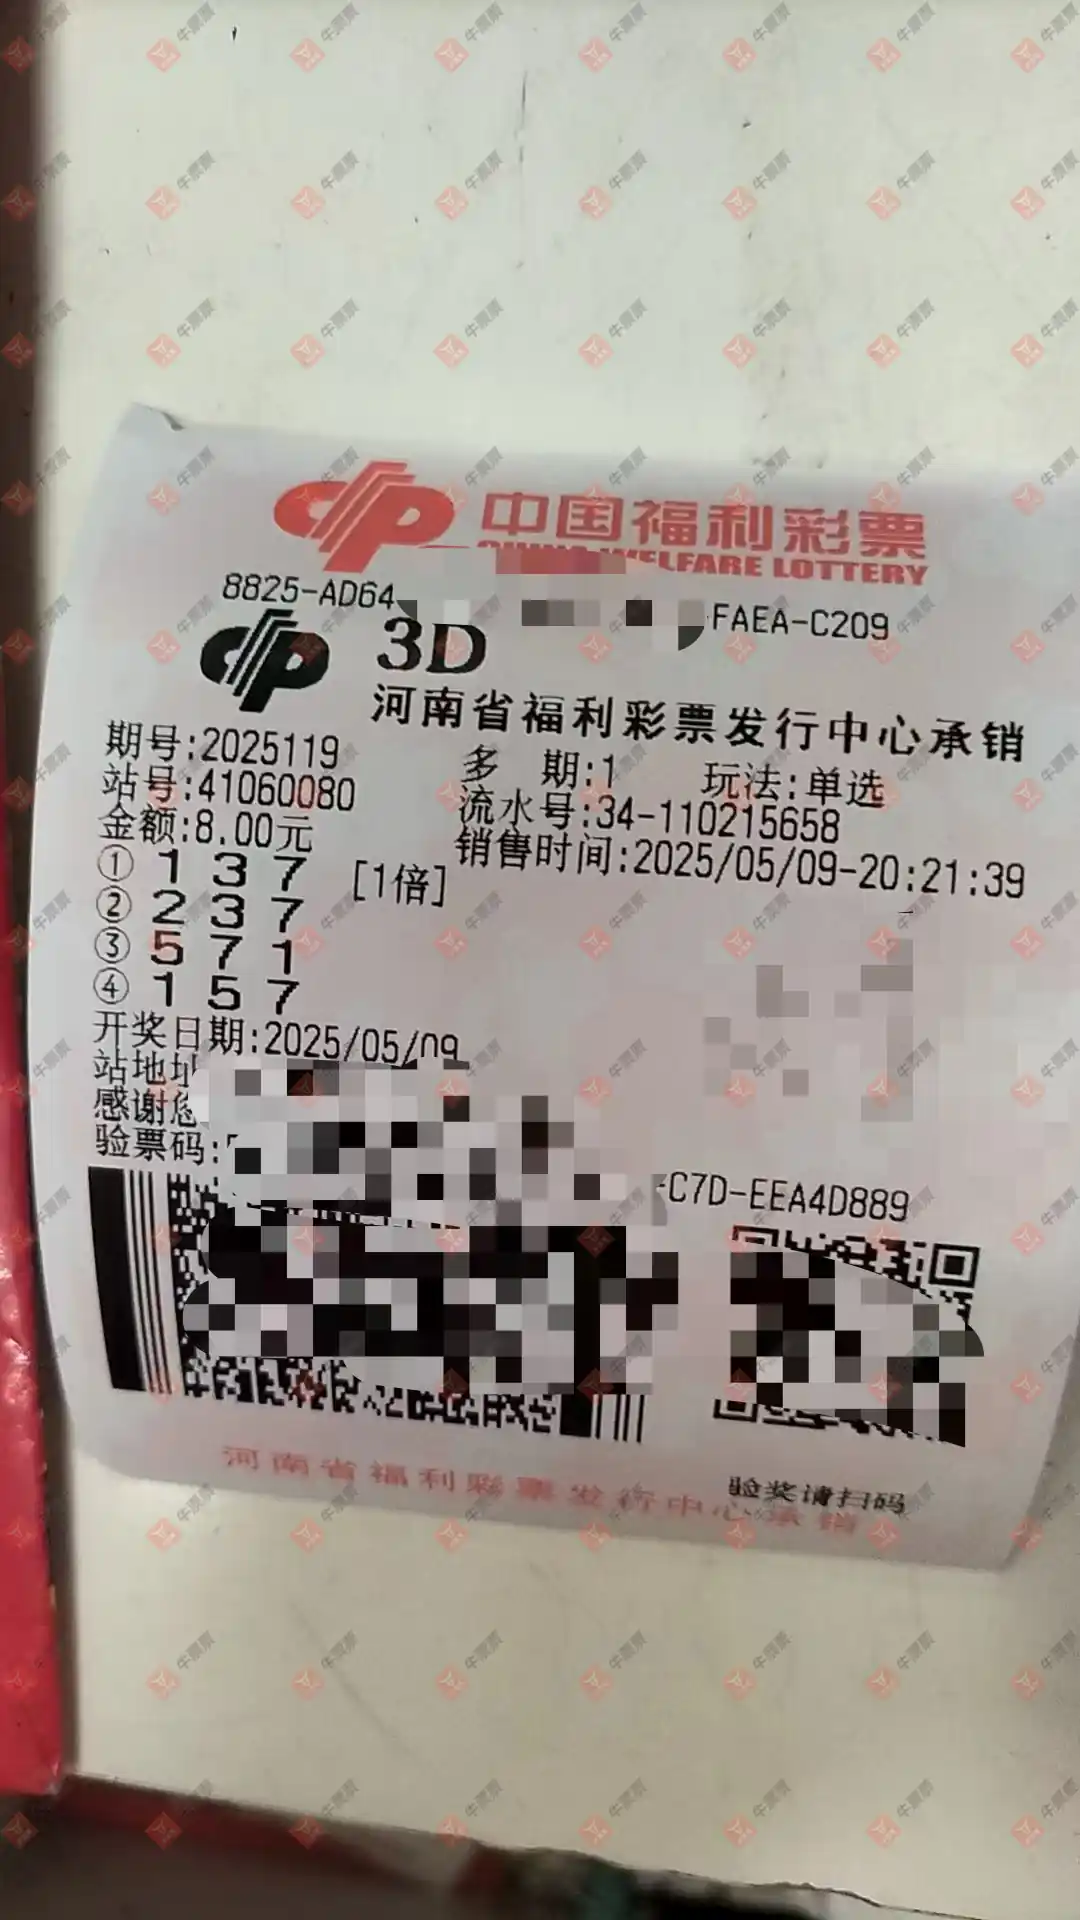 中国福利彩票
CHINA WELFARE LOTTERY
8825-AD64
FAEA-C209
3D
河南省福利彩票发行中心承销
期号:2025119
多 期:1 玩法:单选
站号:41060080
流水号:34-110215658
金额:8.00元
销售时间:2025/05/09-20:21:39
① 1 3 7 [1倍]
② 2 3 7
③ 5 7 1
④ 1 5 7
开奖日期:2025/05/09
站地址
感谢您
验票码:
-C7D-EEA4D889
验奖请扫码
河南省福利彩票发行中心承销
牛票票